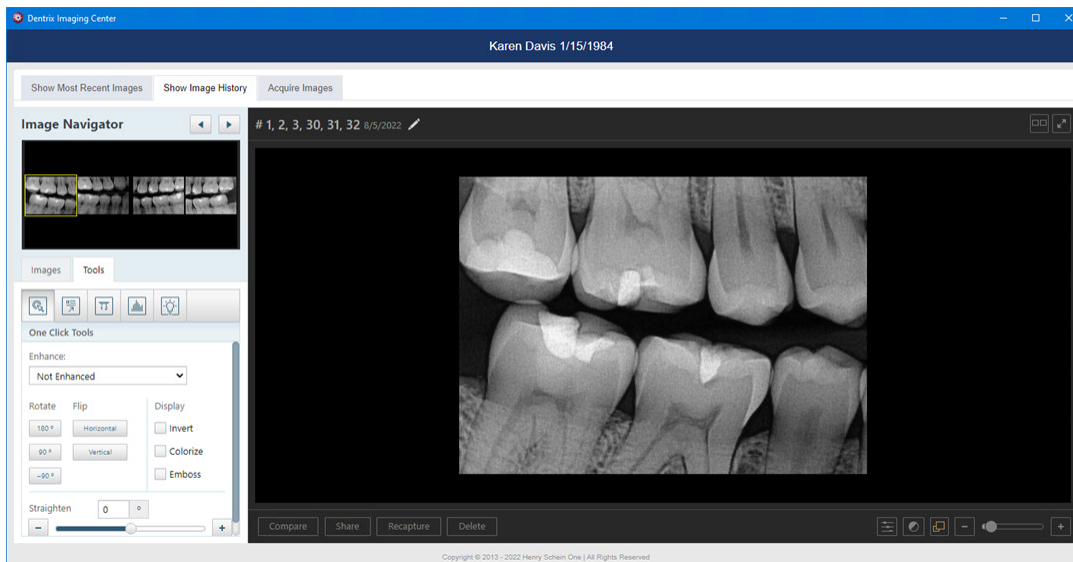 Dentrix Imaging Center
Karen Davis 1/15/1984
Show Most Recent Images Show Image History Acquire Images
Image Navigator
# 1, 2, 3, 30, 31, 32 8/5/2022
Images Tools
One Click Tools
Enhance:
Not Enhanced
Rotate Flip Display
180 º Horizontal Invert
90 º Vertical Colorize
-90 º Emboss
Straighten 0 º
Compare Share Recapture Delete
Copyright © 2013 - 2022 Henry Schein One | All Rights Reserved